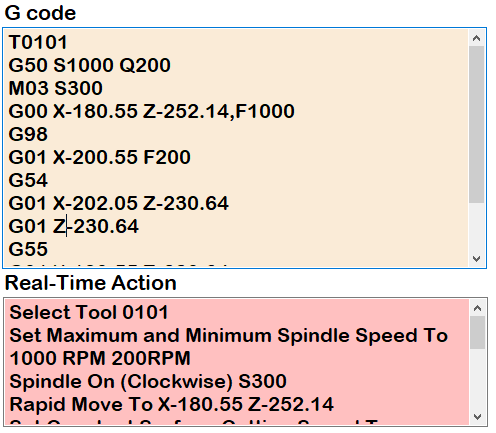 G code
T0101
G50 S1000 Q200
M03 S300
G00 X-180.55 Z-252.14,F1000
G98
G01 X-200.55 F200
G54
G01 X-202.05 Z-230.64
G01 Z-230.64
G55
Real-Time Action
Select Tool 0101
Set Maximum and Minimum Spindle Speed To
1000 RPM 200RPM
Spindle On (Clockwise) S300
Rapid Move To X-180.55 Z-252.14